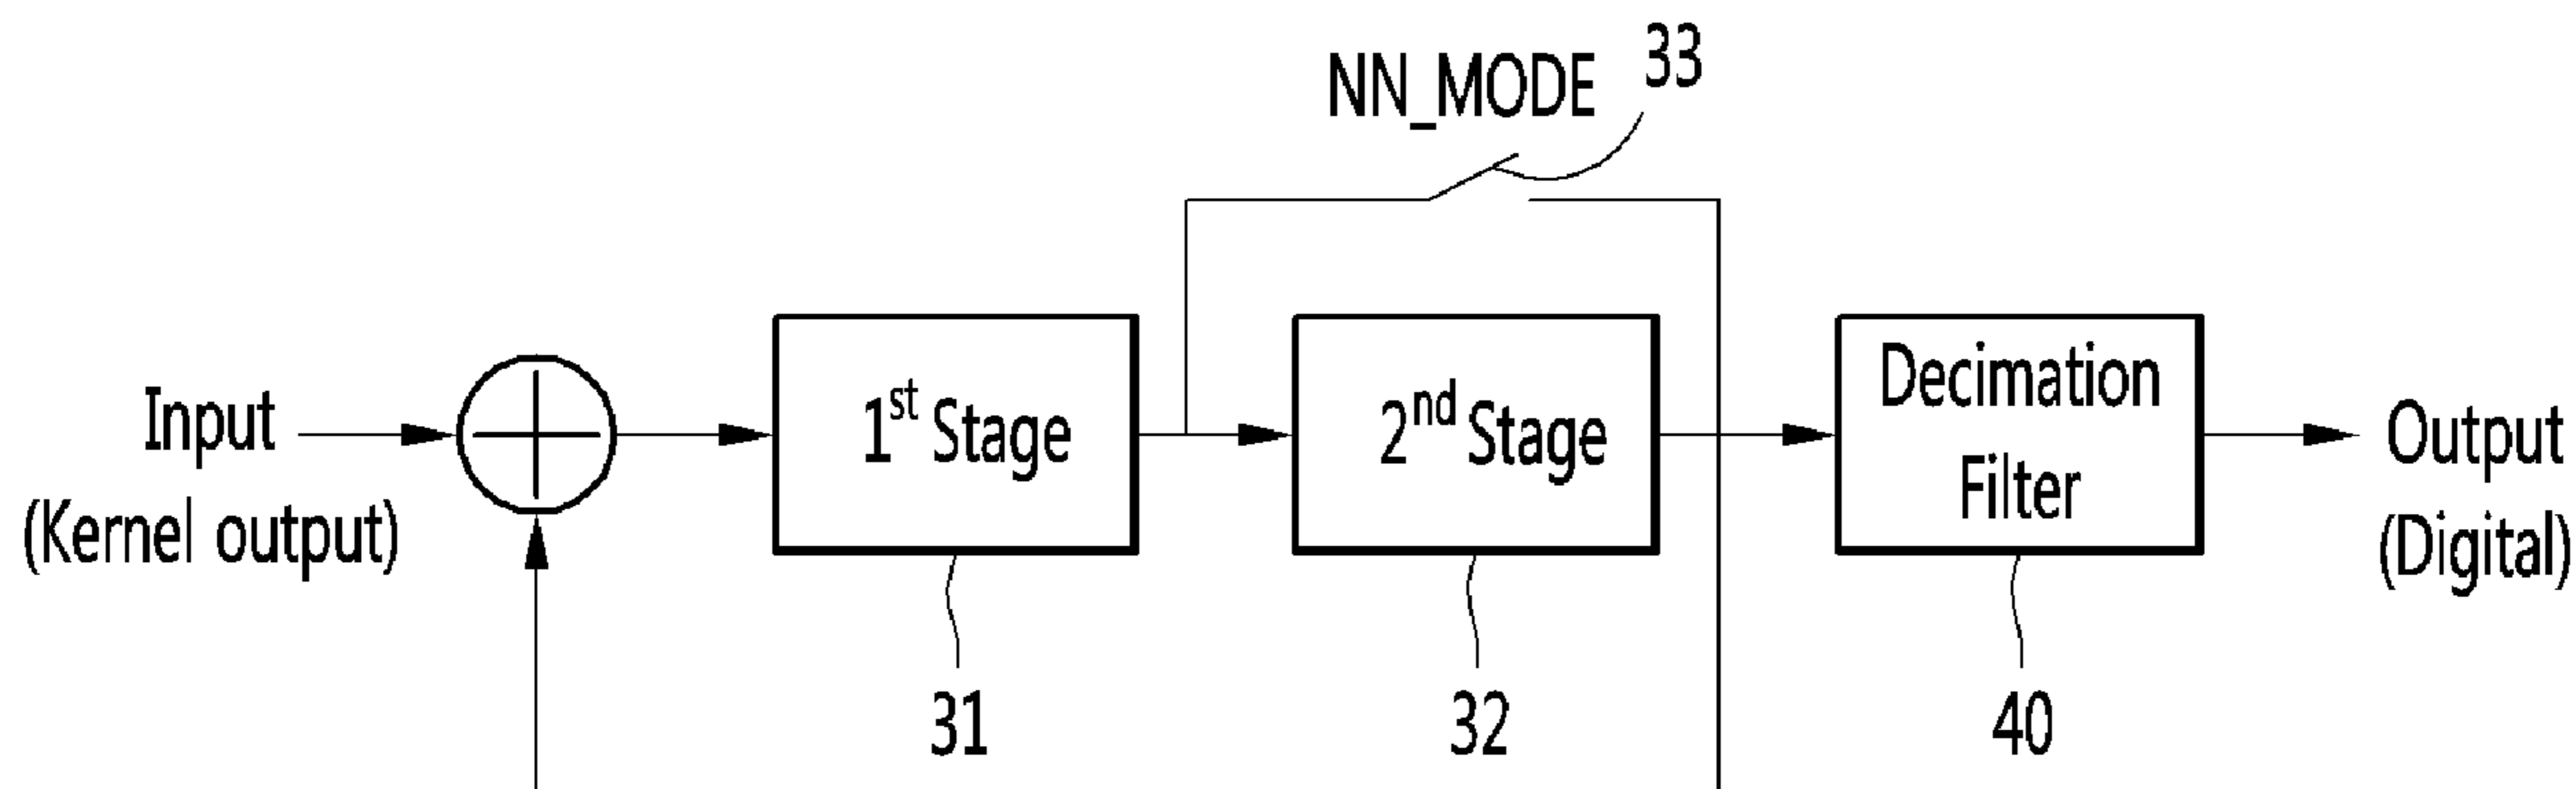 NN_MODE
33
Input
(Kernel output)
1st Stage
2nd Stage
Decimation
Filter
Output
(Digital)
31
32
40